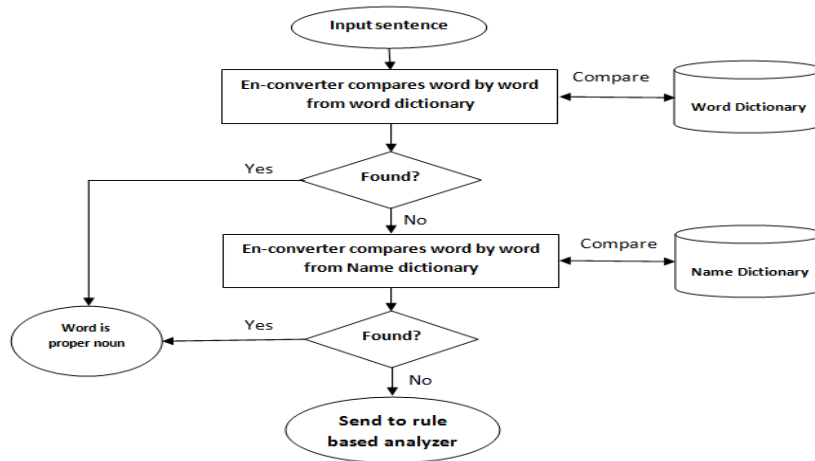 Input sentence
En-converter compares word by word
from word dictionary
Compare
Word Dictionary
Yes
Found?
No
En-converter compares word by word
from Name dictionary
Compare
Name Dictionary
Word is
proper noun
Yes
Found?
No
Send to rule
based analyzer